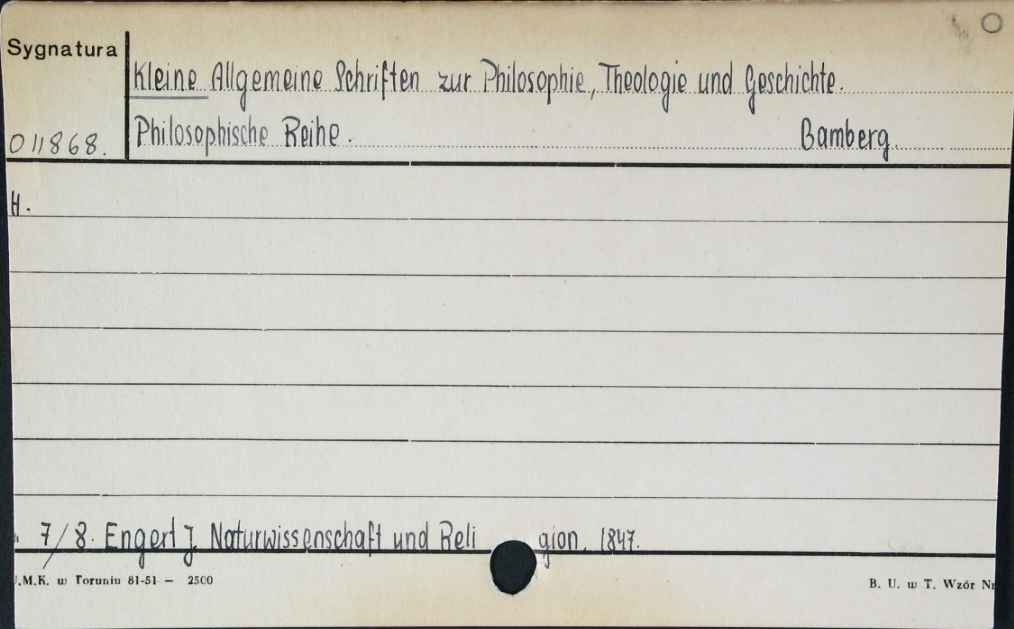 Sygnatura
Kleine Allgemeine Schriften zur Philosophie, Theologie und Geschichte.
011868. Philosophische Reihe. Bamberg.
H.
7/8. Engert J. Naturwissenschaft und Reli gion. 1847.
.M.K. w Toruniu 81-51 — 2500 B. U. w T. Wzór Nr